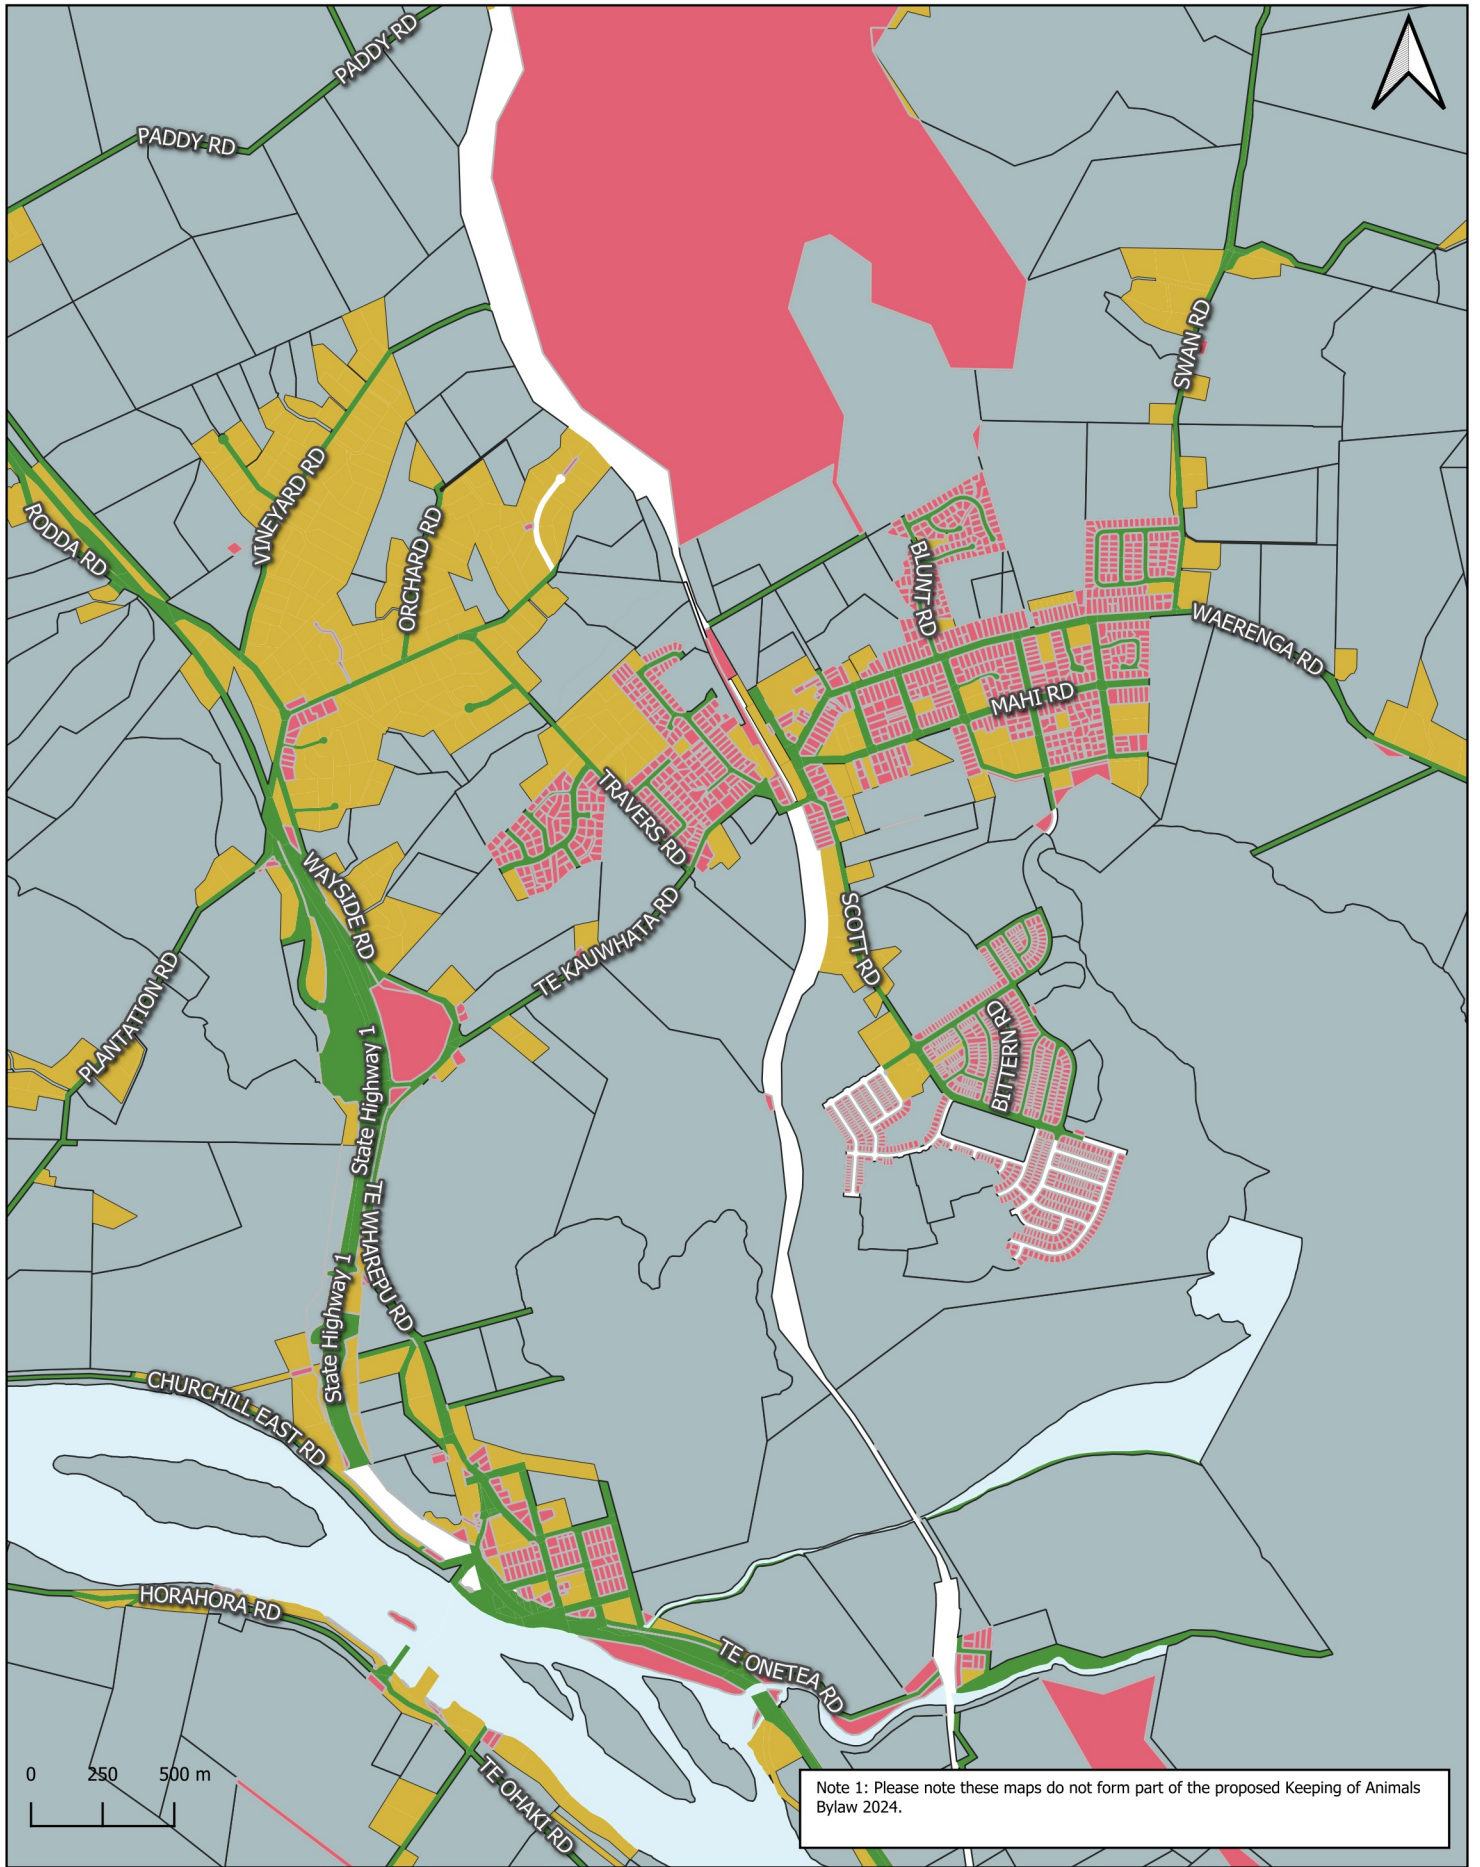 PADDY RD
PADDY RD
SWAN RD
VINEYARD RD
RODDA RD
ORCHARD RD
BLUNT RD
WAERENGA RD
MAHI RD
TRAVERS RD
WAYSIDE RD
TE KAUWHATA RD
SCOTT RD
PLANTATION RD
BITTERN RD
State Highway 1
TE WHAREPU RD
State Highway 1
CHURCHILL EAST RD
HORAHORA RD
TE ONETEA RD
TE OHAKI RD
0 250 500 m
Note 1: Please note these maps do not form part of the proposed Keeping of Animals
Bylaw 2024.